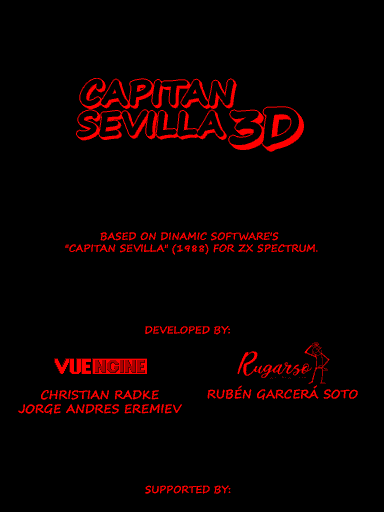 CAPITAN
SEVILLA 3D
BASED ON DINAMIC SOFTWARE'S
"CAPITAN SEVILLA" (1988) FOR ZX SPECTRUM.
DEVELOPED BY:
VUENGINE
Rugarse
CHRISTIAN RADKE
JORGE ANDRES EREMIEV
RUBÉN GARCERÁ SOTO
SUPPORTED BY: